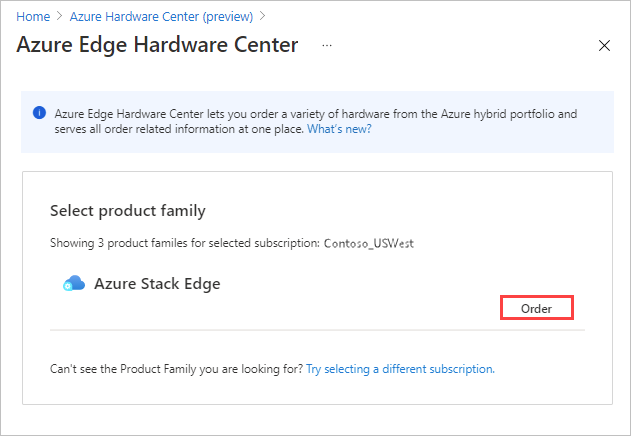 Home > Azure Hardware Center (preview) >
Azure Edge Hardware Center ...
Azure Edge Hardware Center lets you order a variety of hardware from the Azure hybrid portfolio and
serves all order related information at one place. What's new?
Select product family
Showing 3 product familes for selected subscription: Contoso_USWest
Azure Stack Edge
Order
Can't see the Product Family you are looking for? Try selecting a different subscription.